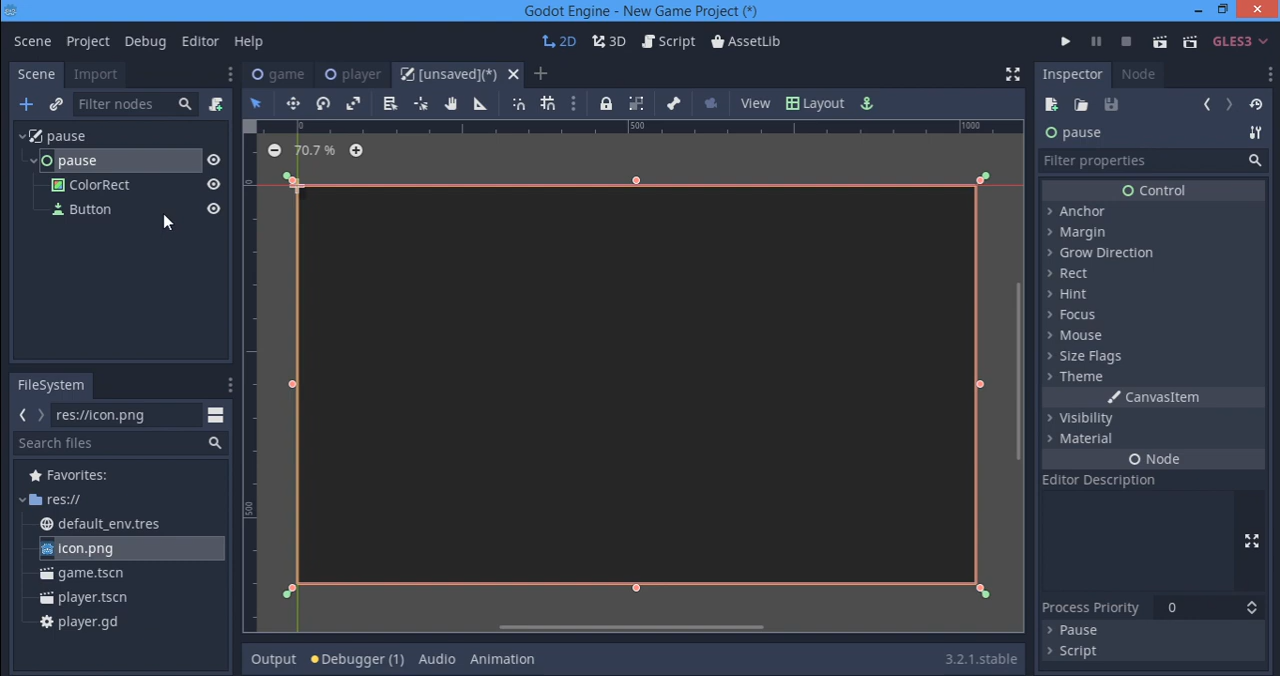 Godot Engine - New Game Project (*)
Scene Project Debug Editor Help
2D 3D Script AssetLib
GLES3
Scene Import
game player [unsaved](*)
Inspector Node
Filter nodes
View Layout
pause
pause
ColorRect
Button
0 500 1000
70.7 %
0
500
pause
Filter properties
Control
Anchor
Margin
Grow Direction
Rect
Hint
Focus
Mouse
Size Flags
Theme
CanvasItem
Visibility
Material
Node
Editor Description
Process Priority 0
Pause
Script
FileSystem
res://icon.png
Search files
Favorites:
res://
default_env.tres
icon.png
game.tscn
player.tscn
player.gd
Output Debugger (1) Audio Animation 3.2.1.stable